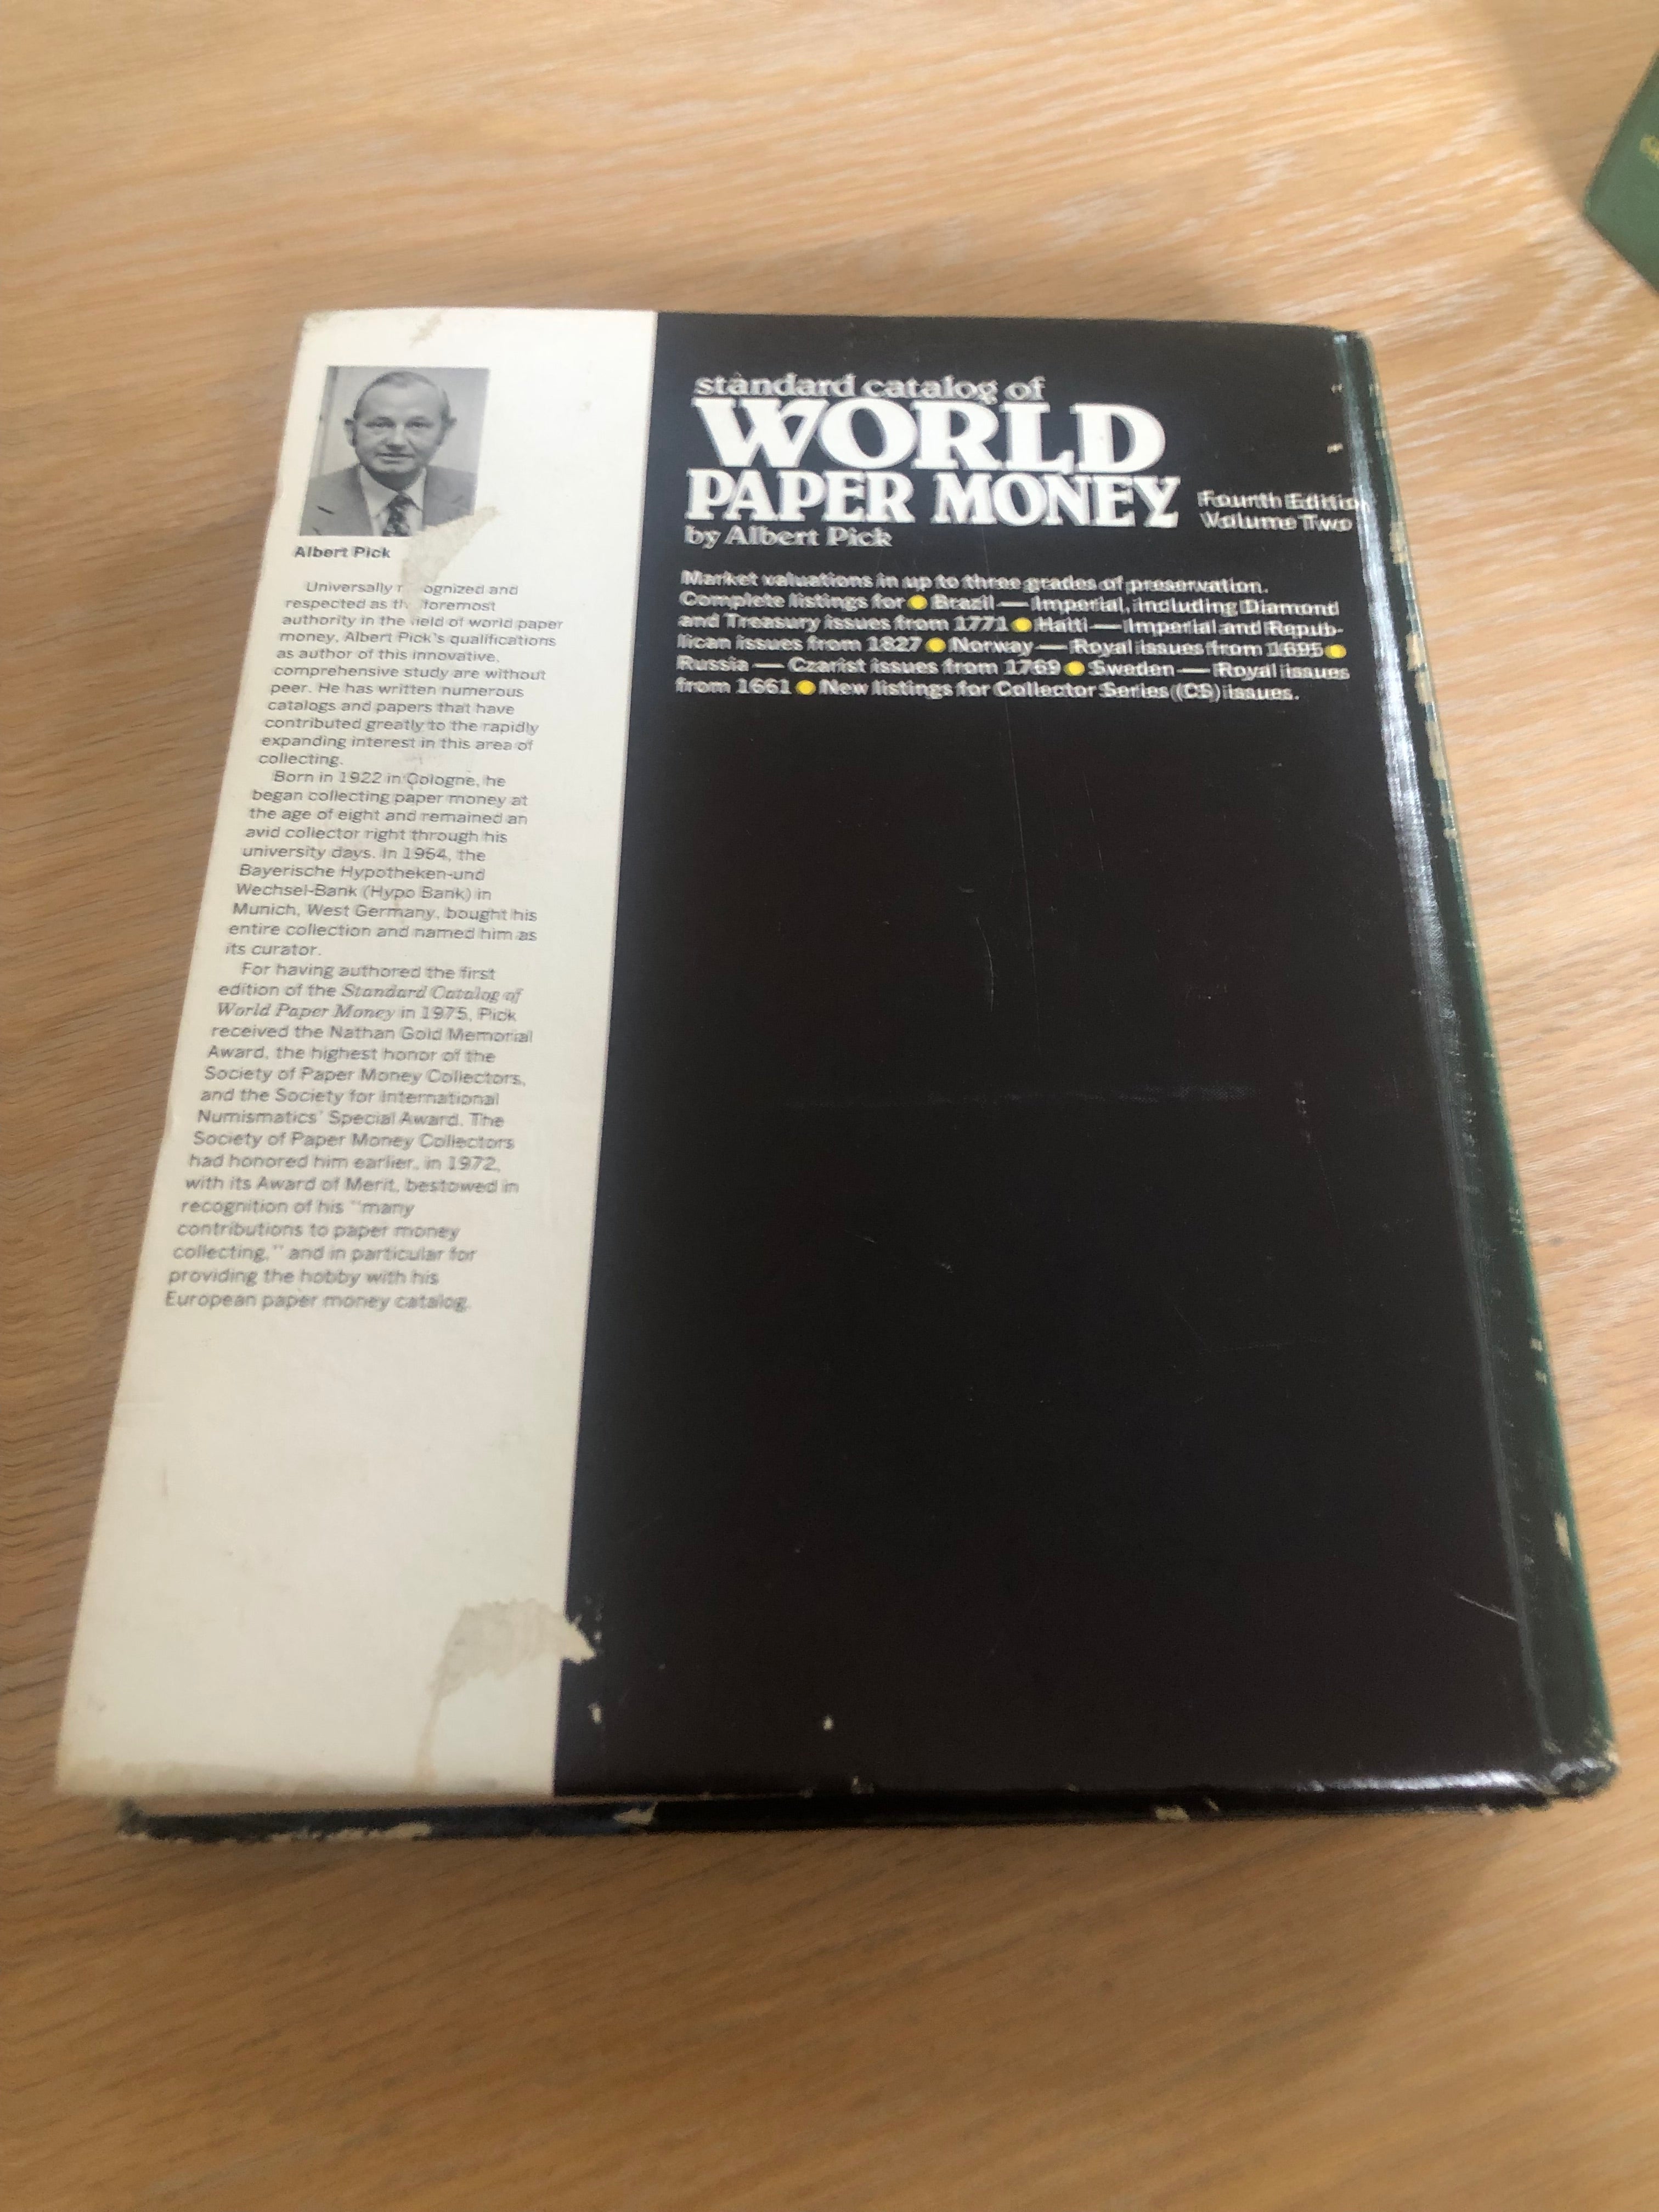 Albert Pick
Universally r ognized and
respected as th foremost
authority in the ield of world paper
money, Albert Pick's qualifications
as author of this innovative,
comprehensive study are without
peer. He has written numerous
catalogs and papers that have
contributed greatly to the rapidly
expanding interest in this area of
collecting.
Born in 1922 in Cologne, he
began collecting paper money at
the age of eight and remained an
avid collector right through his
university days. In 1964, the
Bayerische Hypotheken-und
Wechsel-Bank (Hypo Bank) in
Munich, West Germany, bought his
entire collection and named him as
its curator.
For having authored the first
edition of the Standard Catalog of
World Paper Money in 1975, Pick
received the Nathan Gold Memorial
Award, the highest honor of the
Society of Paper Money Collectors,
and the Society for International
Numismatics' Special Award. The
Society of Paper Money Collectors
had honored him earlier, in 1972,
with its Award of Merit, bestowed in
recognition of his "many
contributions to paper money
collecting," and in particular for
providing the hobby with his
European paper money catalog.
standard catalog of
WORLD
PAPER MONEY
Fourth Edition
Volume Two
by Albert Pick
Market valuations in up to three grades of preservation.
Complete listings for ● Brazil — Imperial, including Diamond
and Treasury issues from 1771 ● Haiti — Imperial and Repub-
lican issues from 1827 ● Norway — Royal issues from 1695 ●
Russia — Czarist issues from 1769 ● Sweden — Royal issues
from 1661 ● New listings for Collector Series (CS) issues.